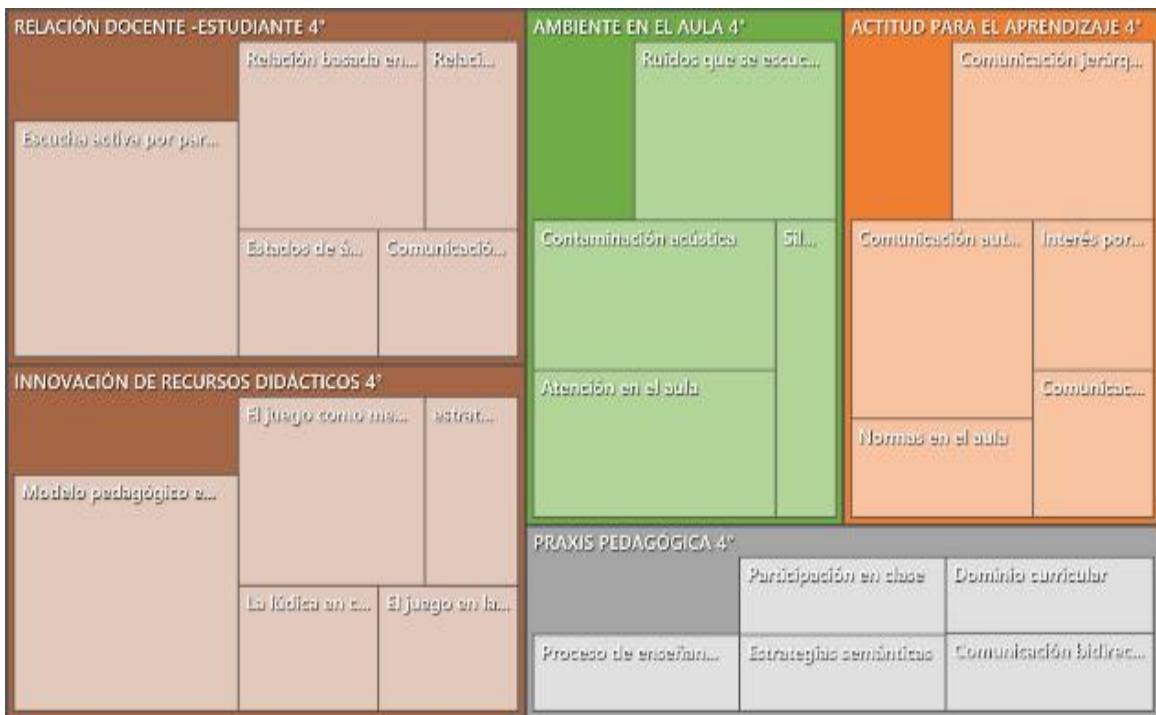 RELACIÓN DOCENTE -ESTUDIANTE 4°
Relación basada en...
Relaci...
Escucha activa por par...
Estados de á...
Comunicació...
AMBIENTE EN EL AULA 4°
Ruidos que se escuc...
Contaminación acústica
Sil...
Atención en el aula
ACTITUD PARA EL APRENDIZAJE 4°
Comunicación jerárq...
Comunicación aut...
Interés por...
Comunicac...
Normas en el aula
INNOVACIÓN DE RECURSOS DIDÁCTICOS 4°
El juego como me...
estrat...
Modelo pedagógico e...
La lúdica en c...
El juego en la...
PRAXIS PEDAGÓGICA 4°
Participación en clase
Dominio curricular
Proceso de enseñan...
Estrategias semánticas
Comunicación bidirec...